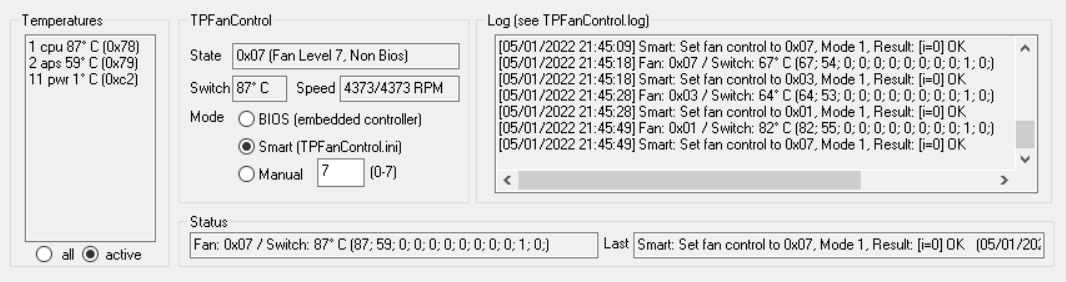 Temperatures
1 cpu 87° C (0x78)
2 aps 59° C (0x79)
11 pwr 1° C (0xc2)
all active
TPFanControl
State 0x07 (Fan Level 7, Non Bios)
Switch 87° C Speed 4373/4373 RPM
Mode BIOS (embedded controller)
Smart (TPFanControl.ini)
Manual 7 (0-7)
Log (see TPFanControl.log)
[05/01/2022 21:45:09] Smart: Set fan control to 0x07, Mode 1, Result: [i=0] OK
[05/01/2022 21:45:18] Fan: 0x07 / Switch: 67° C (67; 54; 0; 0; 0; 0; 0; 0; 0; 0; 1; 0;)
[05/01/2022 21:45:18] Smart: Set fan control to 0x03, Mode 1, Result: [i=0] OK
[05/01/2022 21:45:28] Fan: 0x03 / Switch: 64° C (64; 53; 0; 0; 0; 0; 0; 0; 0; 0; 1; 0;)
[05/01/2022 21:45:28] Smart: Set fan control to 0x01, Mode 1, Result: [i=0] OK
[05/01/2022 21:45:49] Fan: 0x01 / Switch: 82° C (82; 55; 0; 0; 0; 0; 0; 0; 0; 0; 1; 0;)
[05/01/2022 21:45:49] Smart: Set fan control to 0x07, Mode 1, Result: [i=0] OK
Status
Fan: 0x07 / Switch: 87° C (87; 59; 0; 0; 0; 0; 0; 0; 0; 0; 1; 0;) Last Smart: Set fan control to 0x07, Mode 1, Result: [i=0] OK (05/01/202